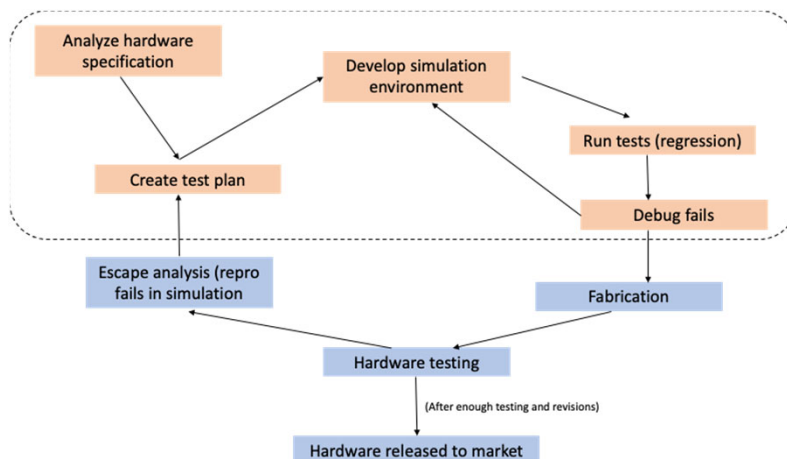 Analyze hardware
specification
Develop simulation
environment
Run tests (regression)
Create test plan
Debug fails
Escape analysis (repro
fails in simulation
Fabrication
Hardware testing
(After enough testing and revisions)
Hardware released to market